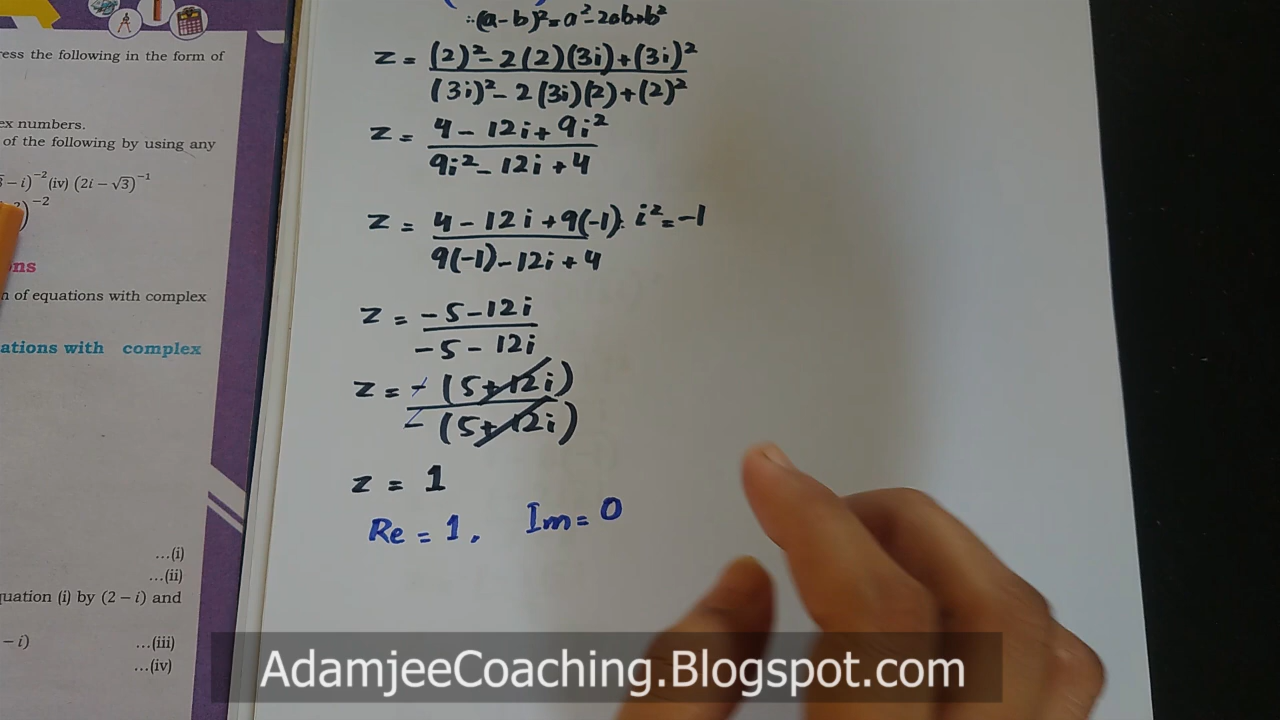 ress the following in the form of
ex numbers.
of the following by using any
– i)⁻² (iv) (2i – √3)⁻¹
)⁻²
ons
n of equations with complex
ations with complex
...(i)
...(ii)
quation (i) by (2 – i) and
– i) ...(iii)
...(iv)
∴(a-b)²=a²-2ab+b²
z = (2)²-2(2)(3i)+(3i)²
(3i)²-2(3i)(2)+(2)²
z = 4-12i+9i²
9i²-12i+4
z = 4-12i+9(-1) ∴ i²=-1
9(-1)-12i+4
z = -5-12i
-5-12i
z = -(5+12i)
-(5+12i)
z = 1
Re = 1, Im = 0
AdamjeeCoaching.Blogspot.com